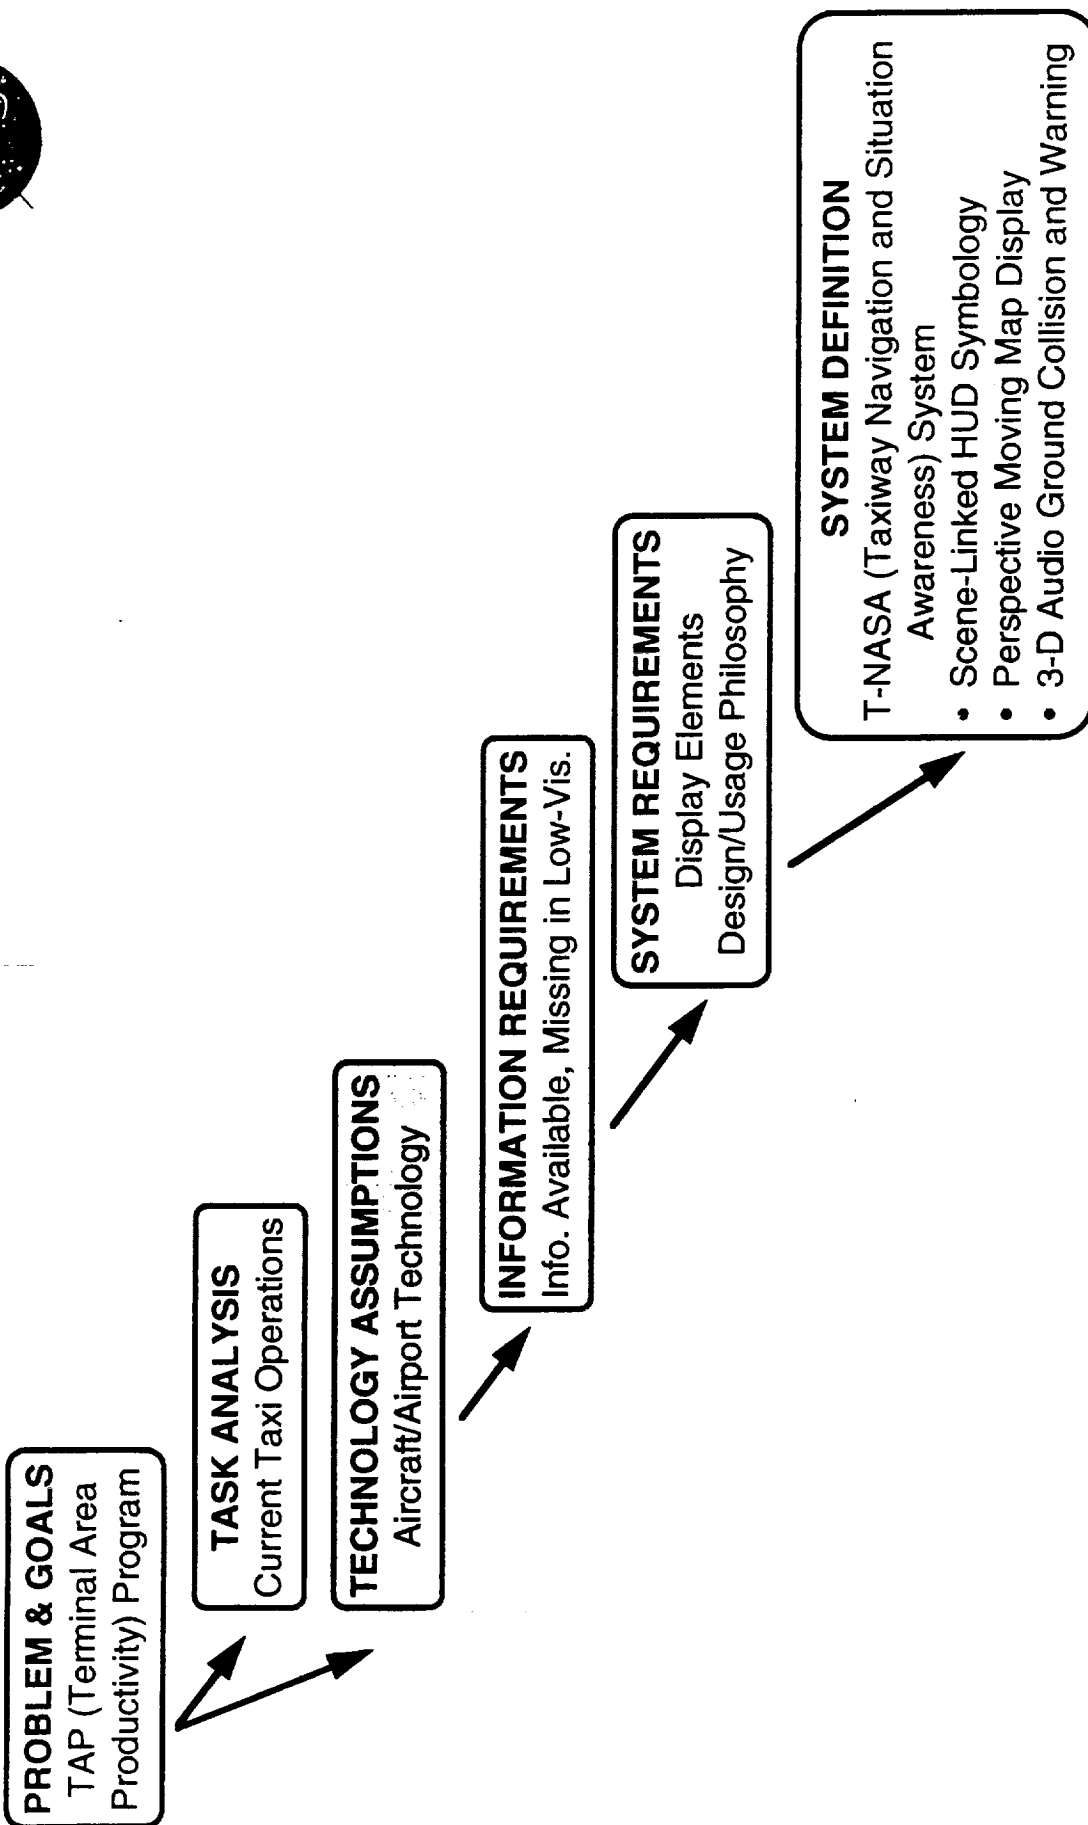 PROBLEM & GOALS
TAP (Terminal Area
Productivity) Program
TASK ANALYSIS
Current Taxi Operations
TECHNOLOGY ASSUMPTIONS
Aircraft/Airport Technology
INFORMATION REQUIREMENTS
Info. Available, Missing in Low-Vis.
SYSTEM REQUIREMENTS
Display Elements
Design/Usage Philosophy
SYSTEM DEFINITION
T-NASA (Taxiway Navigation and Situation
Awareness) System
• Scene-Linked HUD Symbology
• Perspective Moving Map Display
• 3-D Audio Ground Collision and Warning